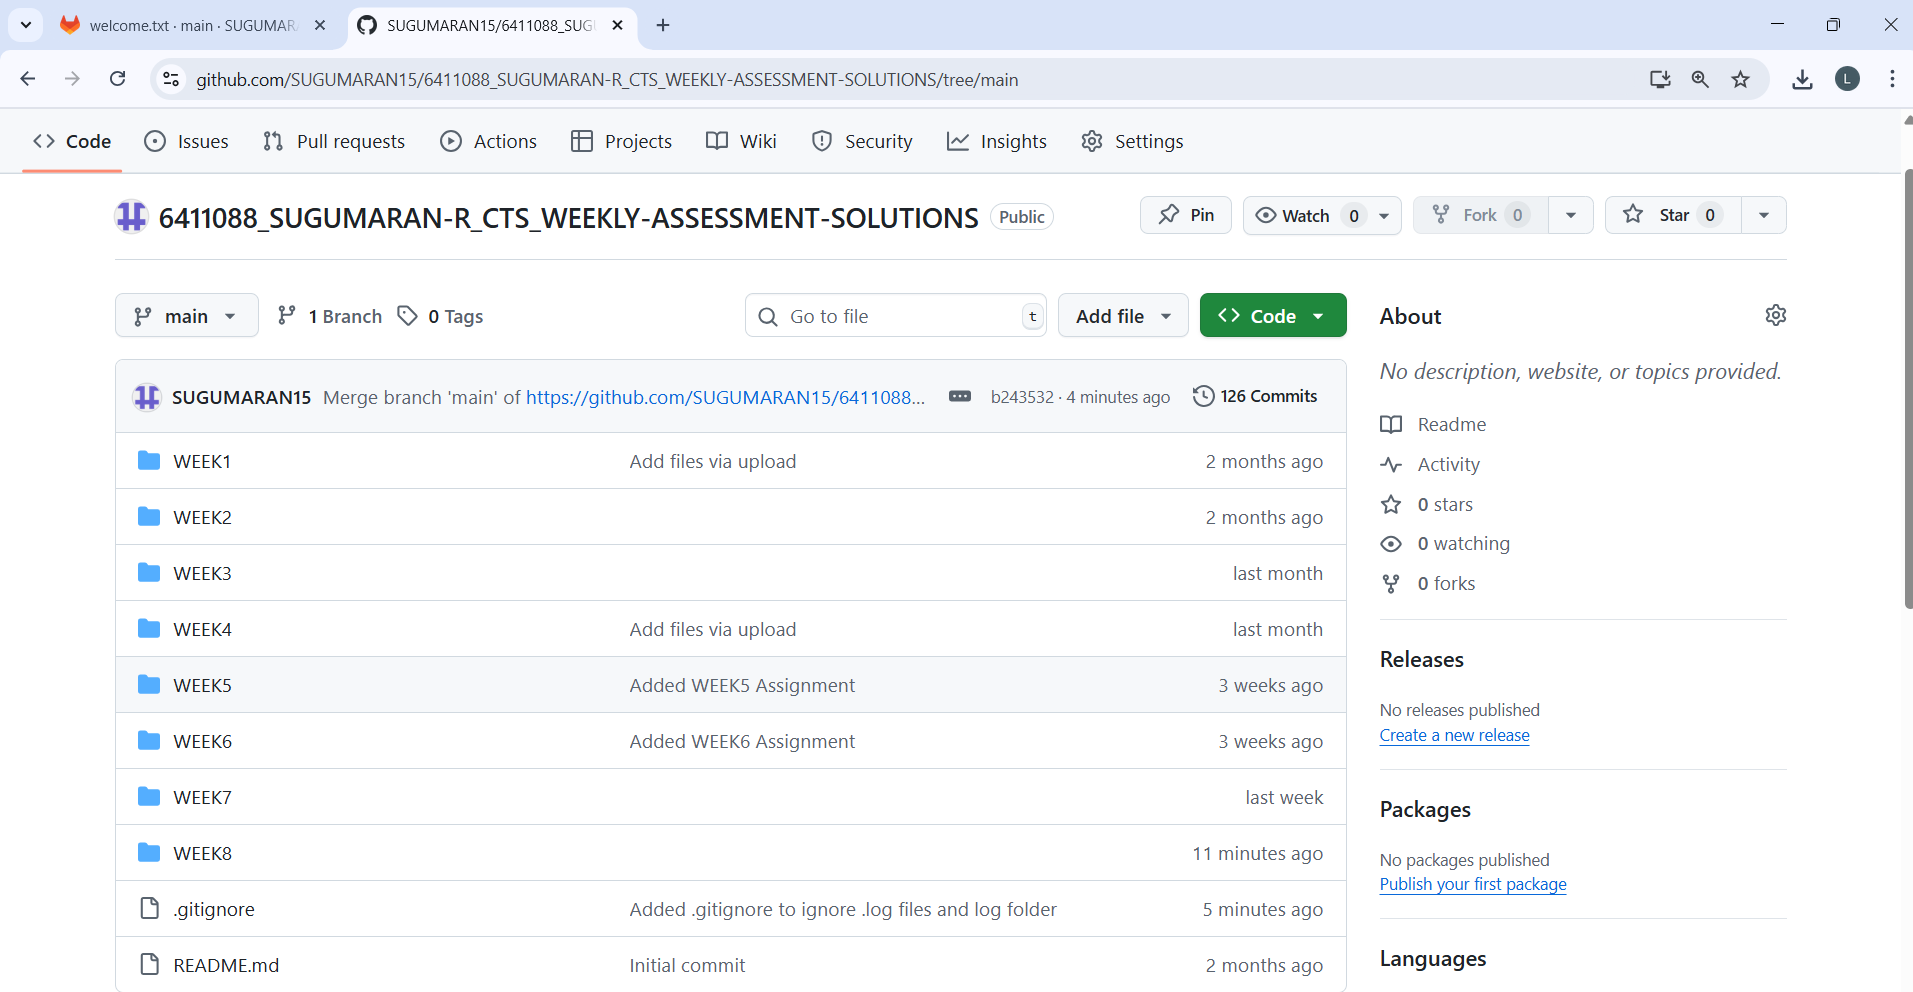 welcome.txt · main · SUGUMAR
SUGUMARAN15/6411088_SUG
github.com/SUGUMARAN15/6411088_SUGUMARAN-R_CTS_WEEKLY-ASSESSMENT-SOLUTIONS/tree/main
L
Code Issues Pull requests Actions Projects Wiki Security Insights Settings
6411088_SUGUMARAN-R_CTS_WEEKLY-ASSESSMENT-SOLUTIONS Public
Pin Watch 0 Fork 0 Star 0
main 1 Branch 0 Tags Go to file t Add file Code
SUGUMARAN15 Merge branch 'main' of https://github.com/SUGUMARAN15/6411088... b243532 · 4 minutes ago 126 Commits
WEEK1 Add files via upload 2 months ago
WEEK2 2 months ago
WEEK3 last month
WEEK4 Add files via upload last month
WEEK5 Added WEEK5 Assignment 3 weeks ago
WEEK6 Added WEEK6 Assignment 3 weeks ago
WEEK7 last week
WEEK8 11 minutes ago
.gitignore Added .gitignore to ignore .log files and log folder 5 minutes ago
README.md Initial commit 2 months ago
About
No description, website, or topics provided.
Readme
Activity
0 stars
0 watching
0 forks
Releases
No releases published
Create a new release
Packages
No packages published
Publish your first package
Languages